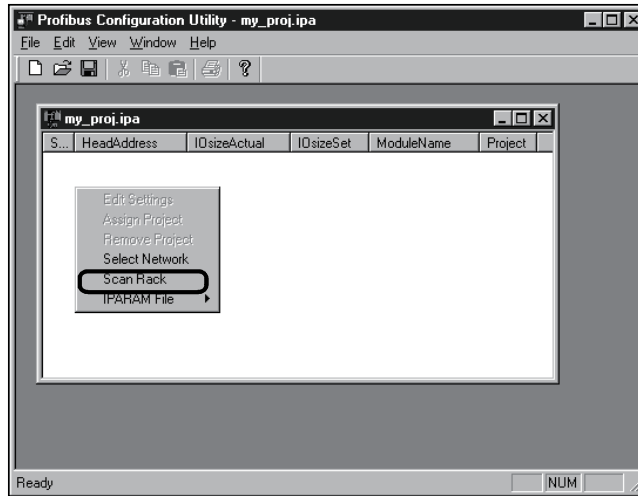 Profibus Configuration Utility - my_proj.ipa
File Edit View Window Help
my_proj.ipa
S... HeadAddress IOsizeActual IOsizeSet ModuleName Project
Edit Settings
Assign Project
Remove Project
Select Network
Scan Rack
IPARAM File
Ready NUM